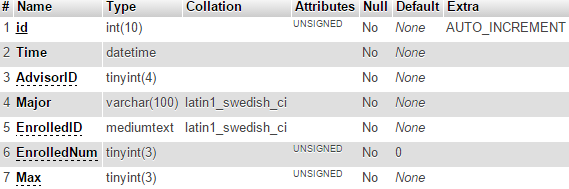 # Name Type Collation Attributes Null Default Extra
1 id int(10) UNSIGNED No None AUTO_INCREMENT
2 Time datetime No None
3 AdvisorID tinyint(4) No None
4 Major varchar(100) latin1_swedish_ci No None
5 EnrolledID mediumtext latin1_swedish_ci No None
6 EnrolledNum tinyint(3) UNSIGNED No 0
7 Max tinyint(3) UNSIGNED No None